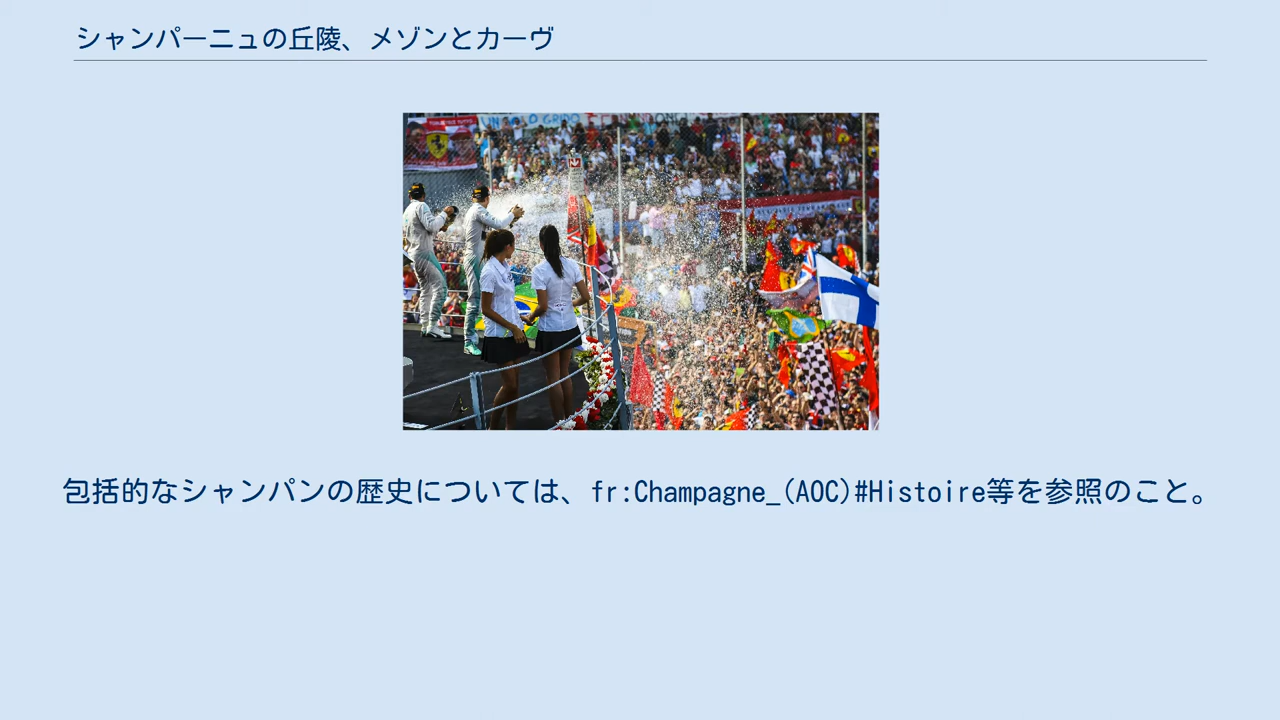 シャンパーニュの丘陵、メゾンとカーヴ
包括的なシャンパンの歴史については、fr:Champagne_(AOC)#Histoire等を参照のこと。